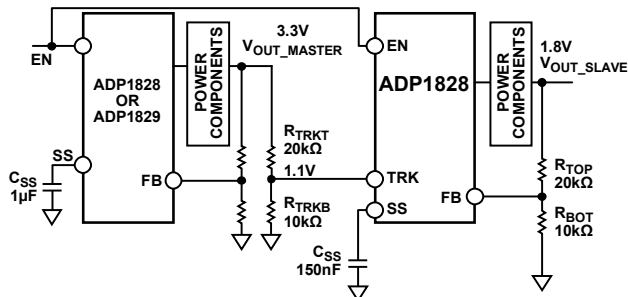 EN
ADP1828
OR
ADP1829
SS
CSS
1µF
FB
POWER
COMPONENTS
3.3V
VOUT_MASTER
RTRKT
20kΩ
1.1V
RTRKB
10kΩ
EN
ADP1828
TRK
SS
FB
CSS
150nF
POWER
COMPONENTS
1.8V
VOUT_SLAVE
RTOP
20kΩ
RBOT
10kΩ